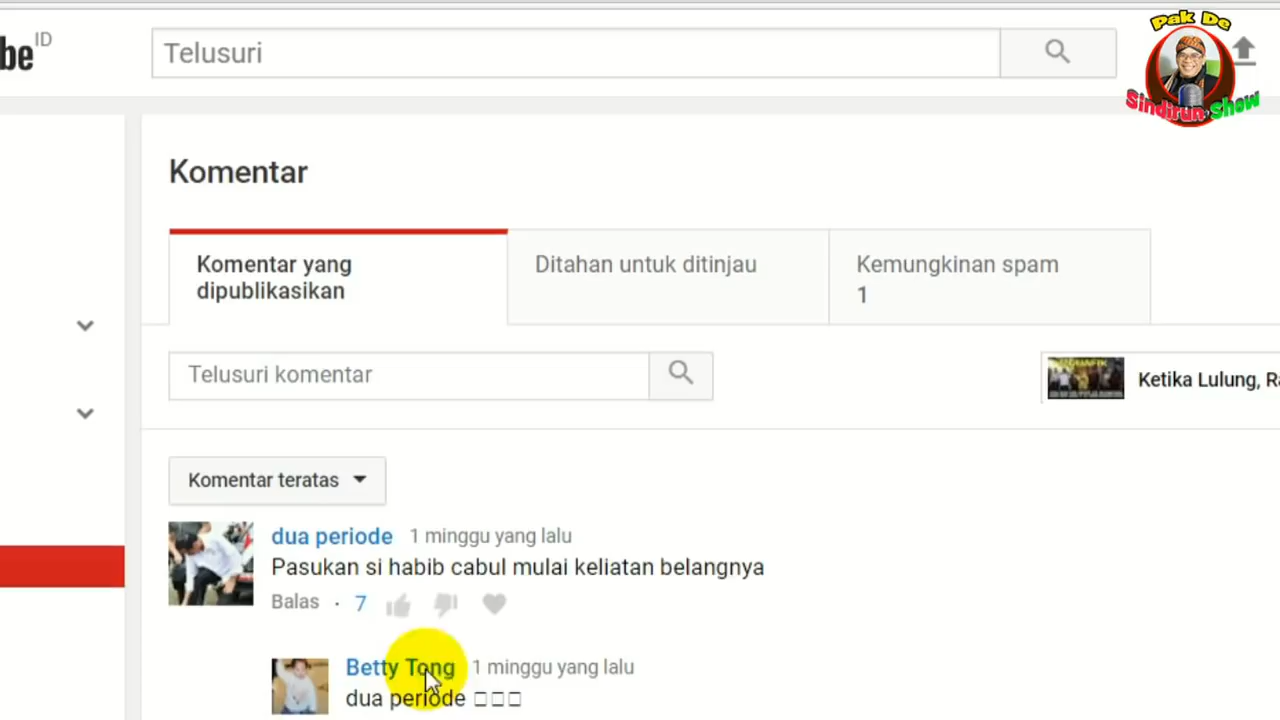 be ID
Telusuri
Pak De
Sindirun Show
Komentar
Komentar yang
dipublikasikan
Ditahan untuk ditinjau
Kemungkinan spam
1
Telusuri komentar
Ketika Lulung, Ra
Komentar teratas
dua periode 1 minggu yang lalu
Pasukan si habib cabul mulai keliatan belangnya
Balas · 7
Betty Tong 1 minggu yang lalu
dua periode □□□